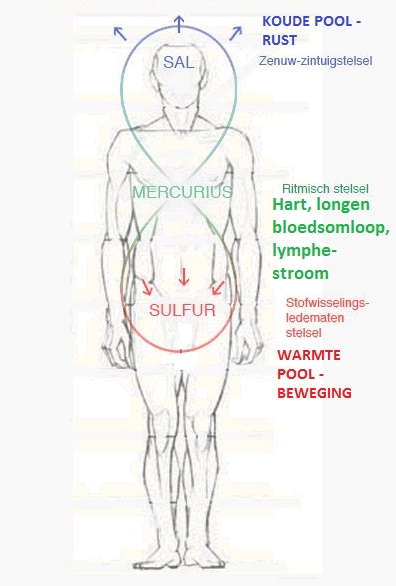 KOUDE POOL -
RUST
SAL
Zenuw-zintuigstelsel
MERCURIUS
Ritmisch stelsel
Hart, longen
bloedsomloop,
lymphe-
stroom
Stofwisselings-
ledematen
stelsel
SULFUR
WARMTE
POOL -
BEWEGING